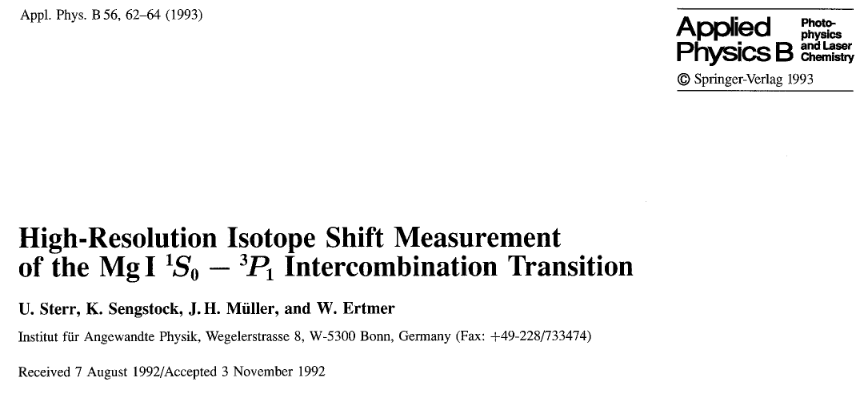 Appl. Phys. B 56, 62–64 (1993)
Applied
Physics B
Photo-
physics
and Laser
Chemistry
© Springer-Verlag 1993
High-Resolution Isotope Shift Measurement
of the Mg I ¹S₀ – ³P₁ Intercombination Transition
U. Sterr, K. Sengstock, J. H. Müller, and W. Ertmer
Institut für Angewandte Physik, Wegelerstrasse 8, W-5300 Bonn, Germany (Fax: +49-228/733474)
Received 7 August 1992/Accepted 3 November 1992